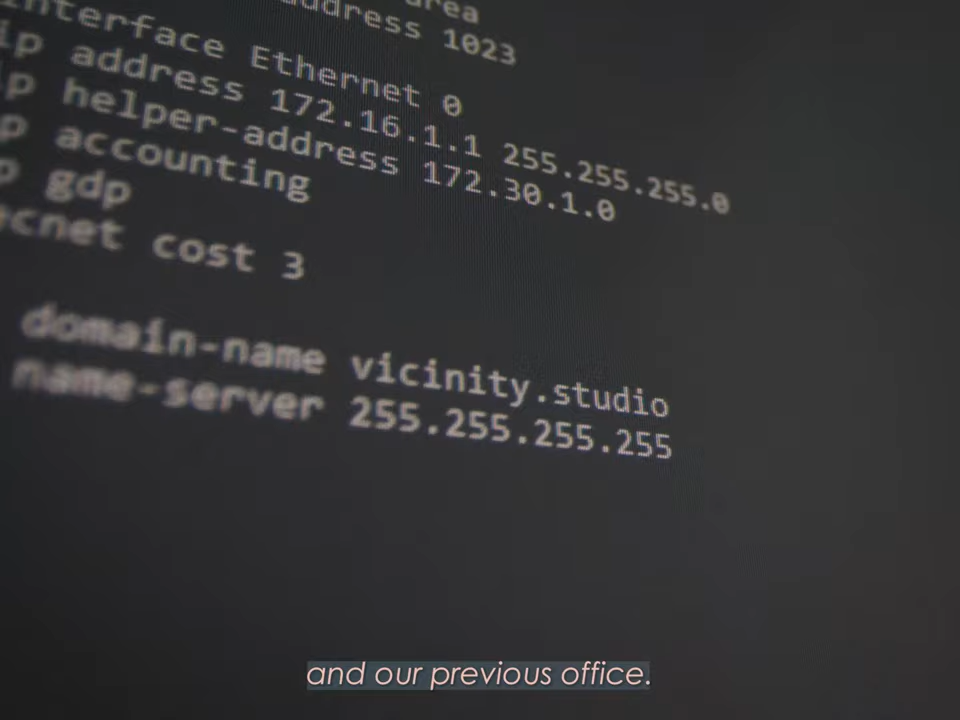 area
address 1023
interface Ethernet 0
ip address 172.16.1.1 255.255.255.0
ip helper-address 172.30.1.0
p accounting
p gdp
ecnet cost 3
domain-name vicinity.studio
name-server 255.255.255.255
and our previous office.